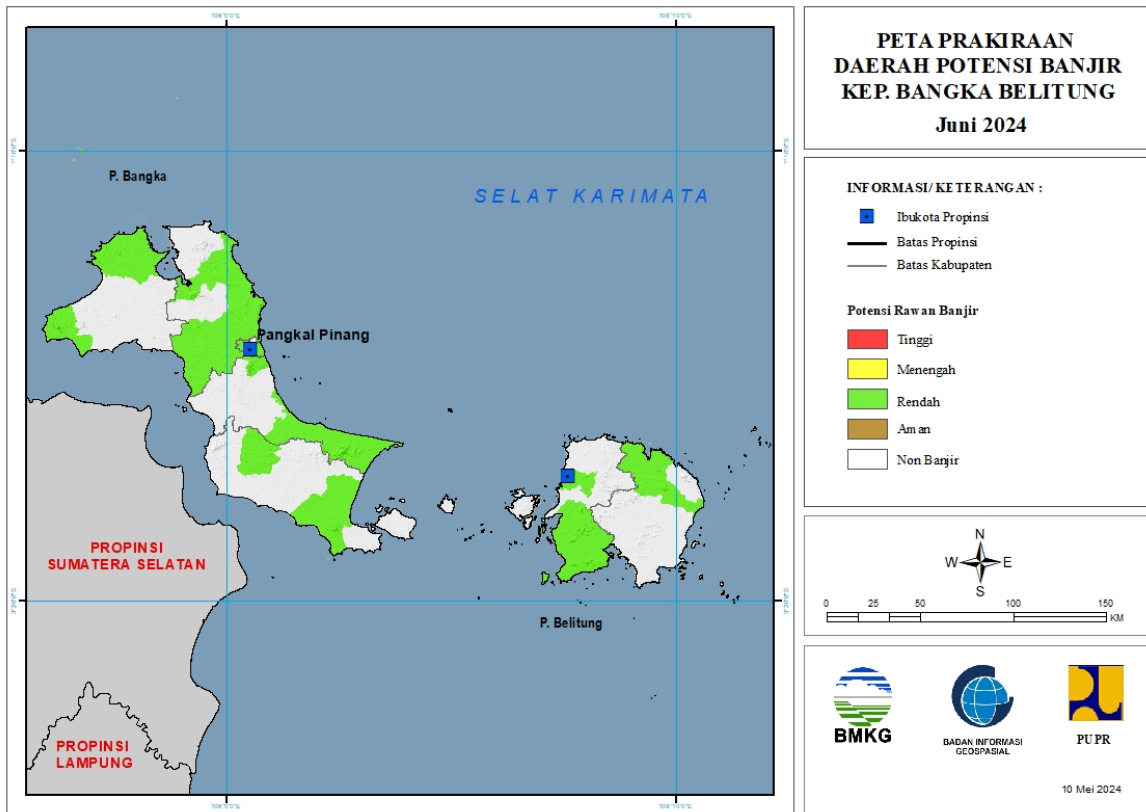 PETA PRAKIRAAN
DAERAH POTENSI BANJIR
KEP. BANGKA BELITUNG
Juni 2024
P. Bangka
SELAT KARIMATA
Pangkal Pinang
PROPINSI
SUMATERA SELATAN
P. Belitung
PROPINSI
LAMPUNG
INFORMASI/ KETERANGAN :
Ibukota Propinsi
Batas Propinsi
Batas Kabupaten
Potensi Rawan Banjir
Tinggi
Menengah
Rendah
Aman
Non Banjir
N
W E
S
0 25 50 100 150
KM
BMKG
BADAN INFORMASI
GEOSPASIAL
PUPR
10 Mei 2024